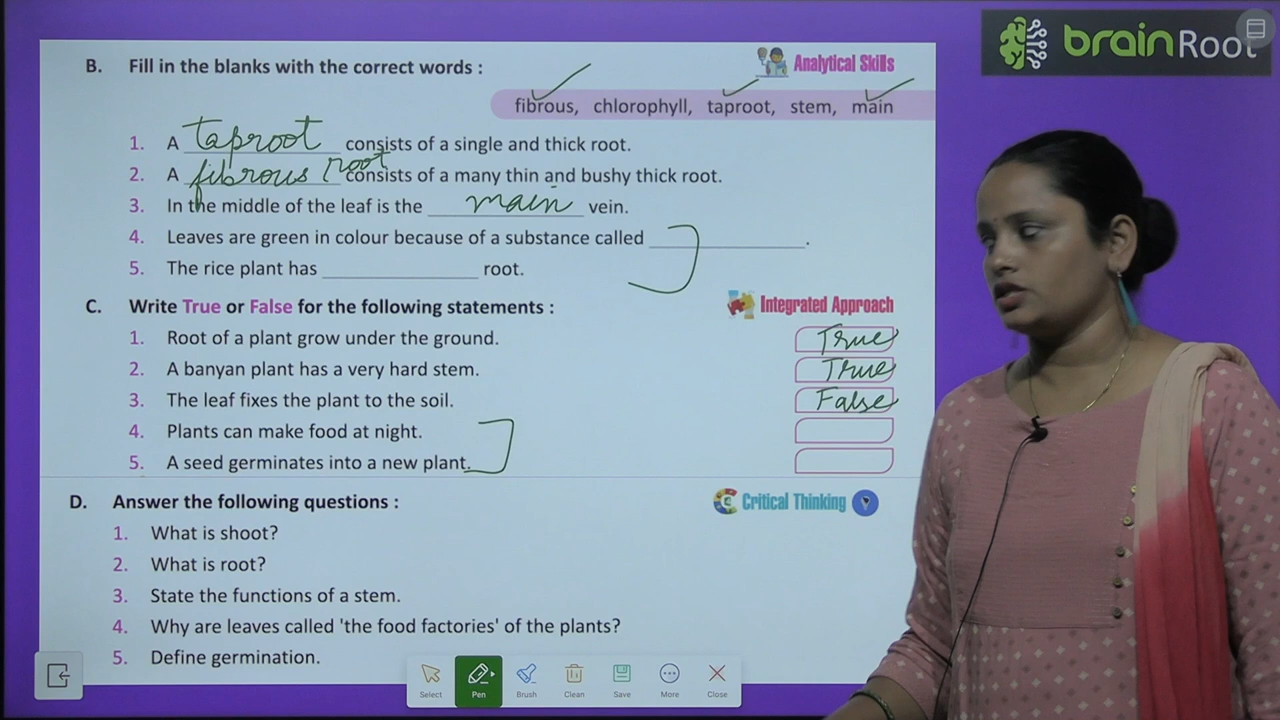 brainRoot
B. Fill in the blanks with the correct words :
Analytical Skills
fibrous, chlorophyll, taproot, stem, main
1. A taproot consists of a single and thick root.
2. A fibrous root consists of a many thin and bushy thick root.
3. In the middle of the leaf is the main vein.
4. Leaves are green in colour because of a substance called ____________.
5. The rice plant has ____________ root.
C. Write True or False for the following statements :
Integrated Approach
1. Root of a plant grow under the ground. True
2. A banyan plant has a very hard stem. True
3. The leaf fixes the plant to the soil. False
4. Plants can make food at night.
5. A seed germinates into a new plant.
D. Answer the following questions :
Critical Thinking
1. What is shoot?
2. What is root?
3. State the functions of a stem.
4. Why are leaves called 'the food factories' of the plants?
5. Define germination.
Select Pen Brush Clean Save More Close